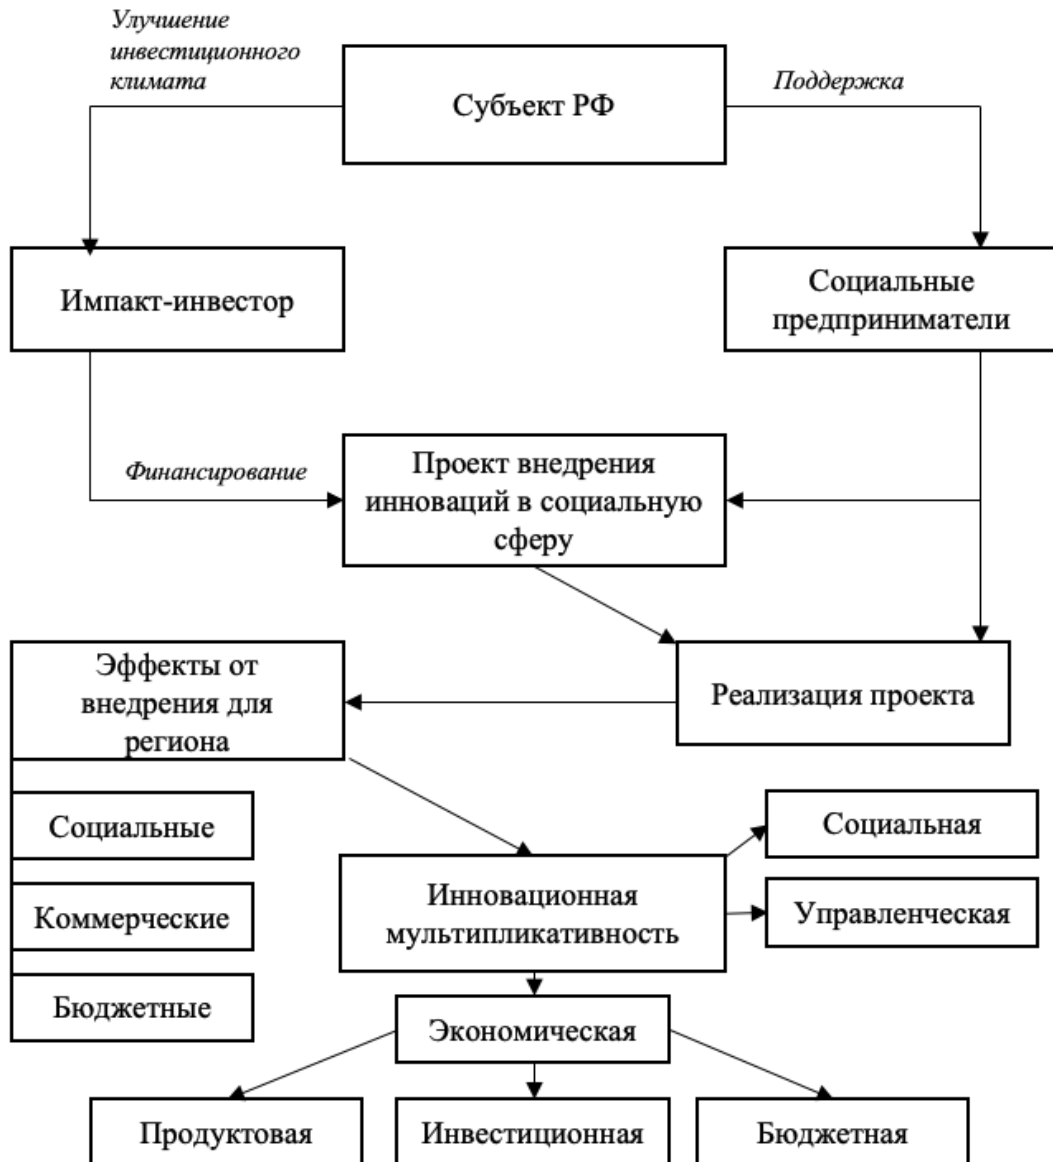 Улучшение
инвестиционного
климата
Субъект РФ
Поддержка
Импакт-инвестор
Социальные
предприниматели
Финансирование
Проект внедрения
инноваций в социальную
сферу
Эффекты от
внедрения для
региона
Реализация проекта
Социальные
Коммерческие
Бюджетные
Инновационная
мультипликативность
Социальная
Управленческая
Экономическая
Продуктовая
Инвестиционная
Бюджетная